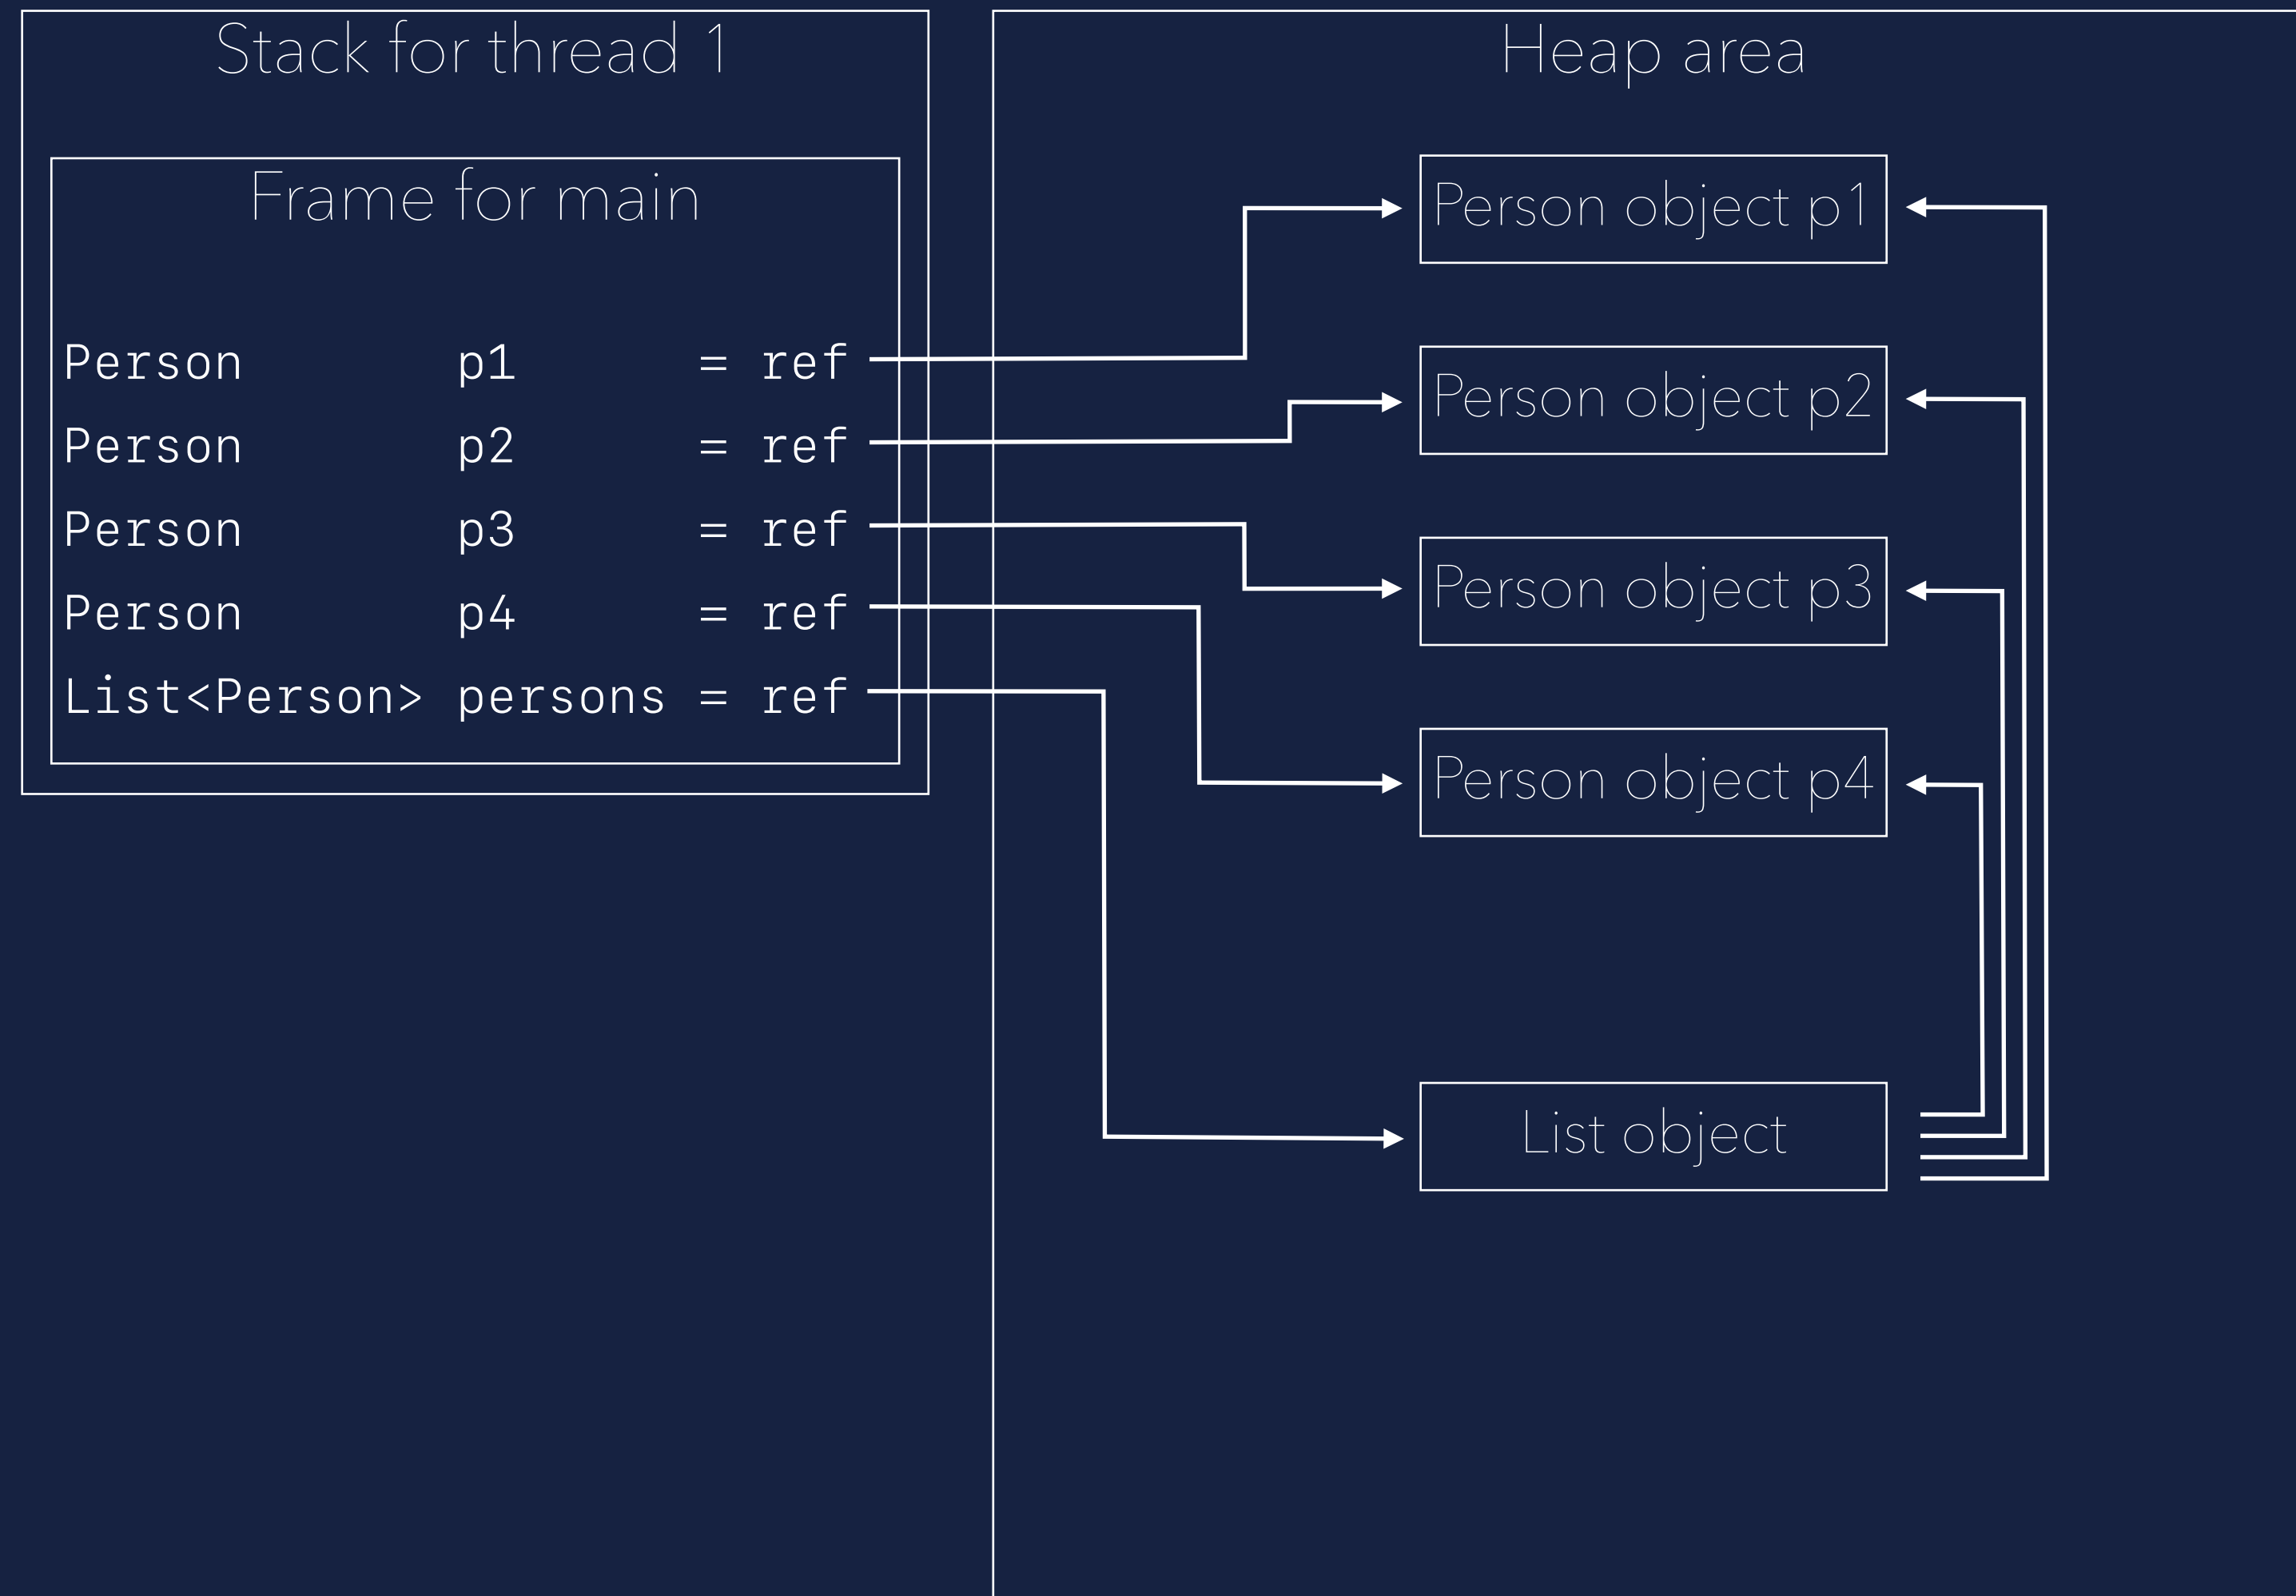 Stack for thread 1
Frame for main
Person p1 = ref
Person p2 = ref
Person p3 = ref
Person p4 = ref
List<Person> persons = ref
Heap area
Person object p1
Person object p2
Person object p3
Person object p4
List object